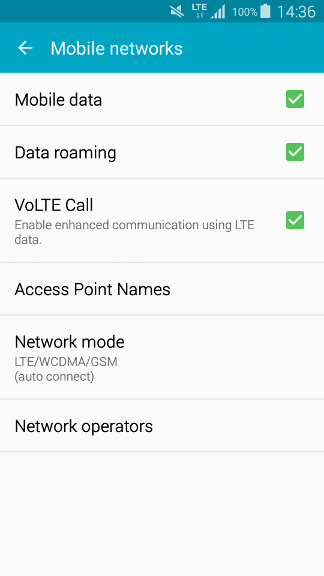 LTE 100% 14:36
Mobile networks
Mobile data
Data roaming
VoLTE Call
Enable enhanced communication using LTE
data.
Access Point Names
Network mode
LTE/WCDMA/GSM
(auto connect)
Network operators